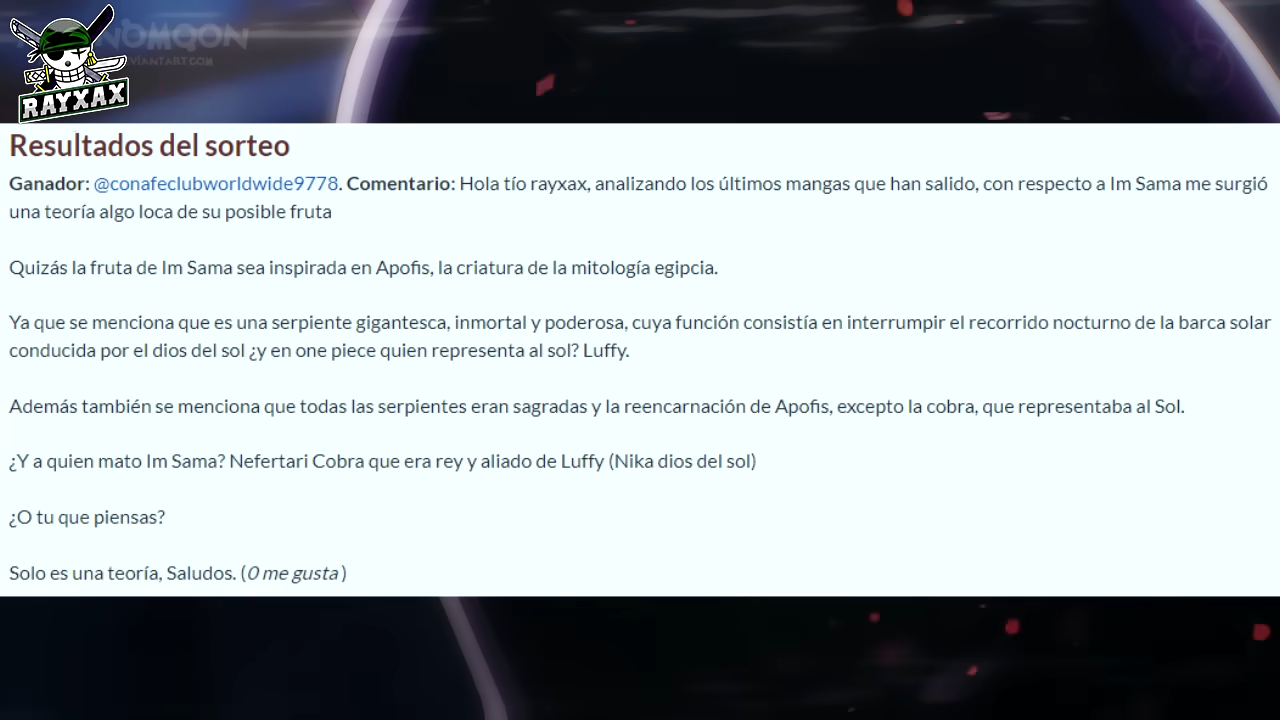 NOMOON
VIANTART.COM
RAYXAX
Resultados del sorteo
Ganador: @conafeclubworldwide9778. Comentario: Hola tío rayxax, analizando los últimos mangas que han salido, con respecto a Im Sama me surgió
una teoría algo loca de su posible fruta
Quizás la fruta de Im Sama sea inspirada en Apofis, la criatura de la mitología egipcia.
Ya que se menciona que es una serpiente gigantesca, inmortal y poderosa, cuya función consistía en interrumpir el recorrido nocturno de la barca solar
conducida por el dios del sol ¿y en one piece quien representa al sol? Luffy.
Además también se menciona que todas las serpientes eran sagradas y la reencarnación de Apofis, excepto la cobra, que representaba al Sol.
¿Y a quien mato Im Sama? Nefertari Cobra que era rey y aliado de Luffy (Nika dios del sol)
¿O tu que piensas?
Solo es una teoría, Saludos. (0 me gusta )